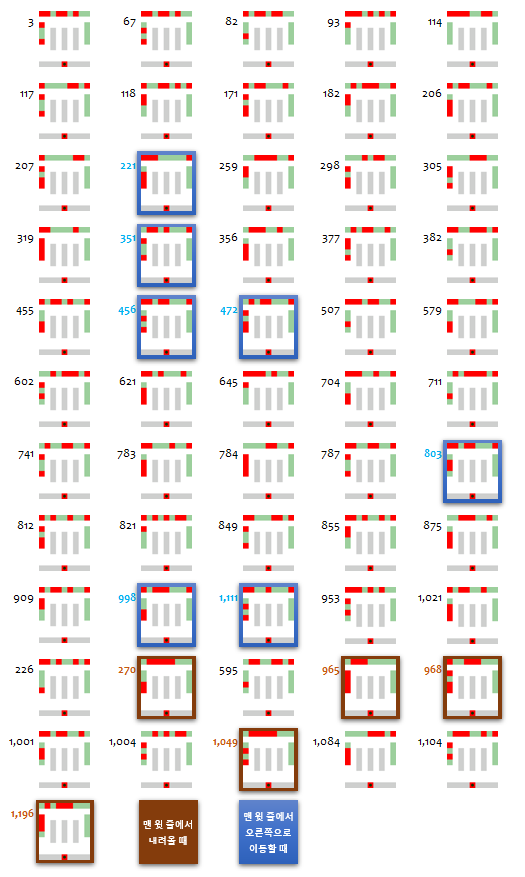 3 67 82 93 114
117 118 171 182 206
207 221 259 298 305
319 351 356 377 382
455 456 472 507 579
602 621 645 704 711
741 783 784 787 803
812 821 849 855 875
909 998 1,111 953 1,021
226 270 595 965 968
1,001 1,004 1,049 1,084 1,104
1,196
맨 윗 줄에서
내려올 때
맨 윗 줄에서
오른쪽으로
이동할 때